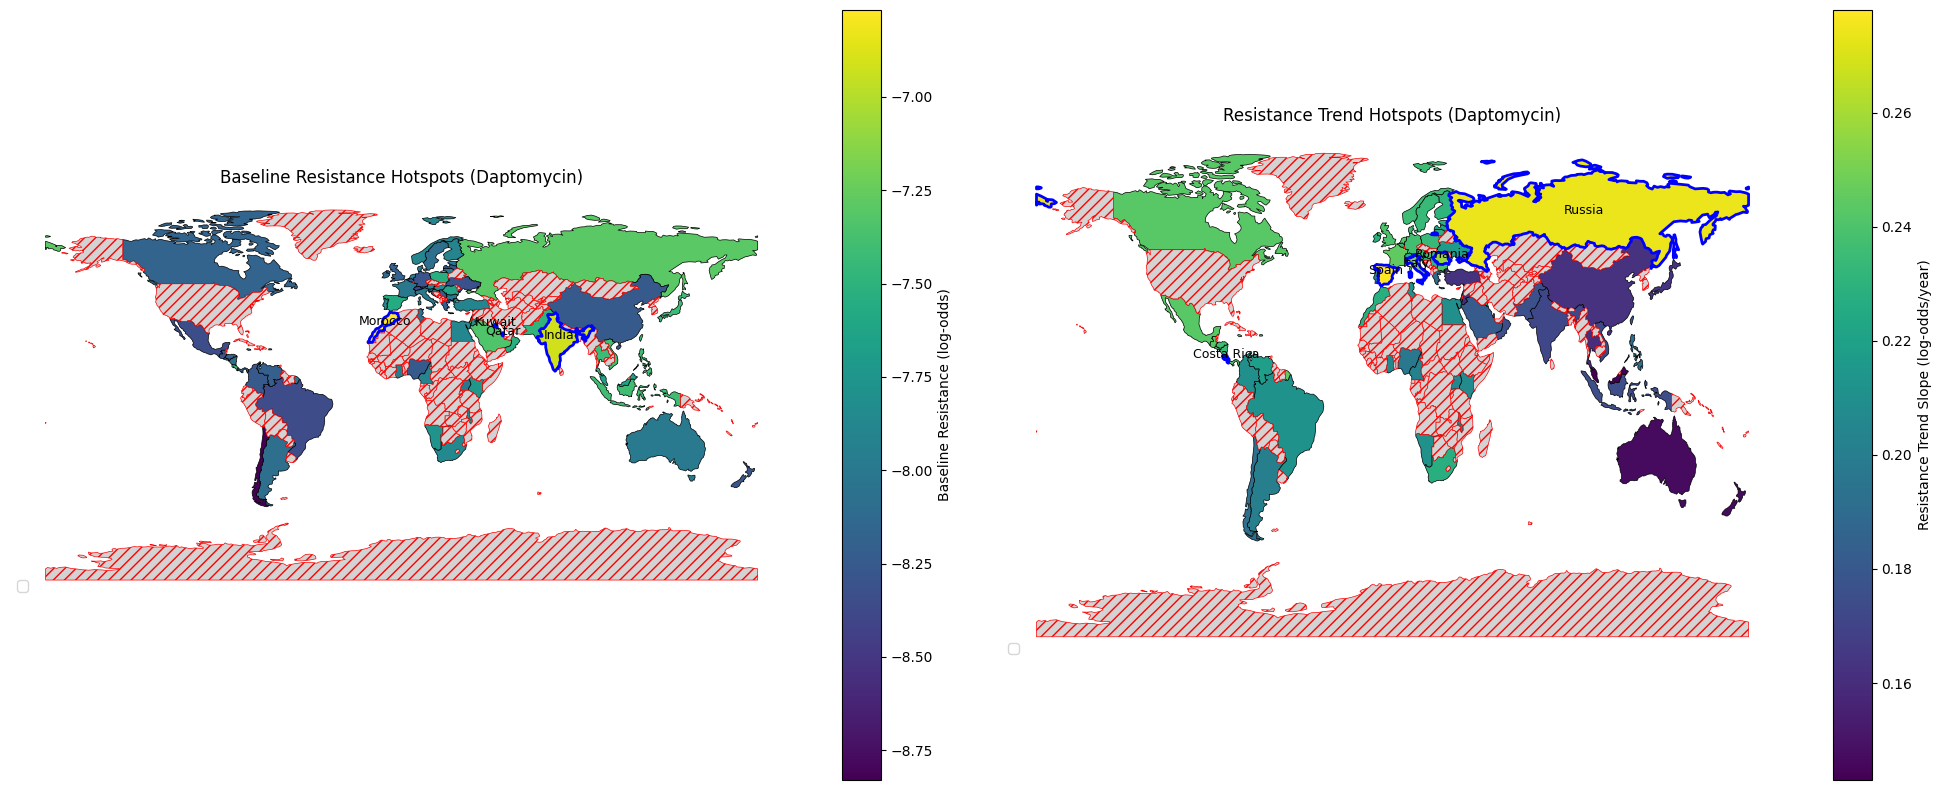 Baseline Resistance Hotspots (Daptomycin)
Morocco
Kuwait
Qatar
India
−7.00
−7.25
−7.50
−7.75
−8.00
−8.25
−8.50
−8.75
Baseline Resistance (log-odds)
Resistance Trend Hotspots (Daptomycin)
Russia
Romania
Italy
Spain
Costa Rica
0.26
0.24
0.22
0.20
0.18
0.16
Resistance Trend Slope (log-odds/year)